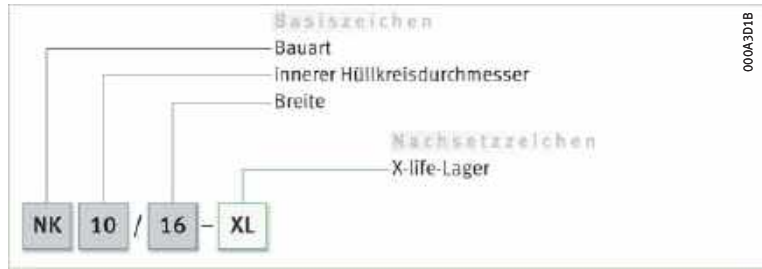 Basiszeichen
Bauart
innerer Hüllkreisdurchmesser
Breite
Nachsetzzeichen
X-life-Lager
NK 10 / 16 – XL
000A3D1B